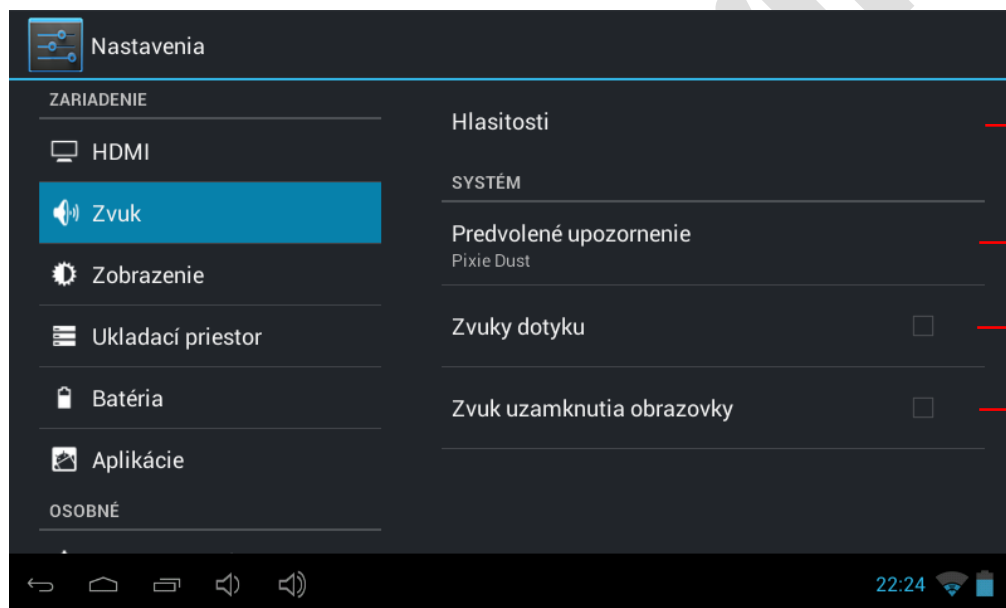 Nastavenia
ZARIADENIE
HDMI
Zvuk
Zobrazenie
Ukladací priestor
Batéria
Aplikácie
OSOBNÉ
Hlasitosti
SYSTÉM
Predvolené upozornenie
Pixie Dust
Zvuky dotyku
Zvuk uzamknutia obrazovky
22:24